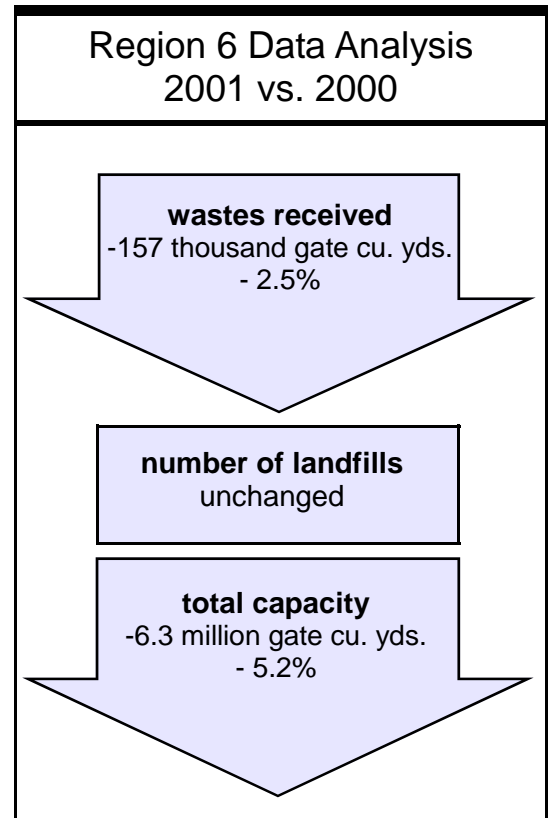 Region 6 Data Analysis
2001 vs. 2000
wastes received
-157 thousand gate cu. yds.
- 2.5%
number of landfills
unchanged
total capacity
-6.3 million gate cu. yds.
- 5.2%